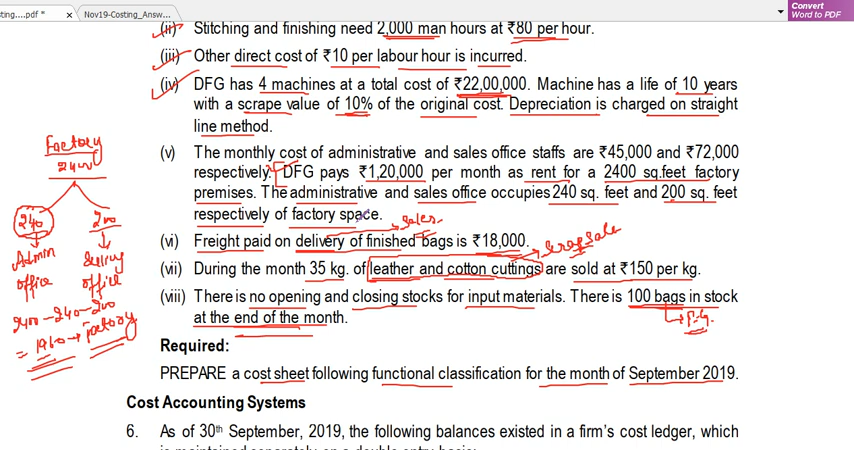 ting....pdf *
Nov19-Costing_Answ...
Convert
Word to PDF
(ii) Stitching and finishing need 2,000 man hours at ₹80 per hour.
(iii) Other direct cost of ₹10 per labour hour is incurred.
(iv) DFG has 4 machines at a total cost of ₹22,00,000. Machine has a life of 10 years
with a scrape value of 10% of the original cost. Depreciation is charged on straight
line method.
(v) The monthly cost of administrative and sales office staffs are ₹45,000 and ₹72,000
respectively. DFG pays ₹1,20,000 per month as rent for a 2400 sq.feet factory
premises. The administrative and sales office occupies 240 sq. feet and 200 sq. feet
respectively of factory space.
sales
(vi) Freight paid on delivery of finished bags is ₹18,000.
scrap sale
(vii) During the month 35 kg. of leather and cotton cuttings are sold at ₹150 per kg.
(viii) There is no opening and closing stocks for input materials. There is 100 bags in stock
at the end of the month.
F.G.
Factory
2400
240 200
Admin office
Selling office
2400-240-200
= 1960 → Factory
Required:
PREPARE a cost sheet following functional classification for the month of September 2019.
Cost Accounting Systems
6. As of 30th September, 2019, the following balances existed in a firm's cost ledger, which
is maintained separately on a double entry basis: